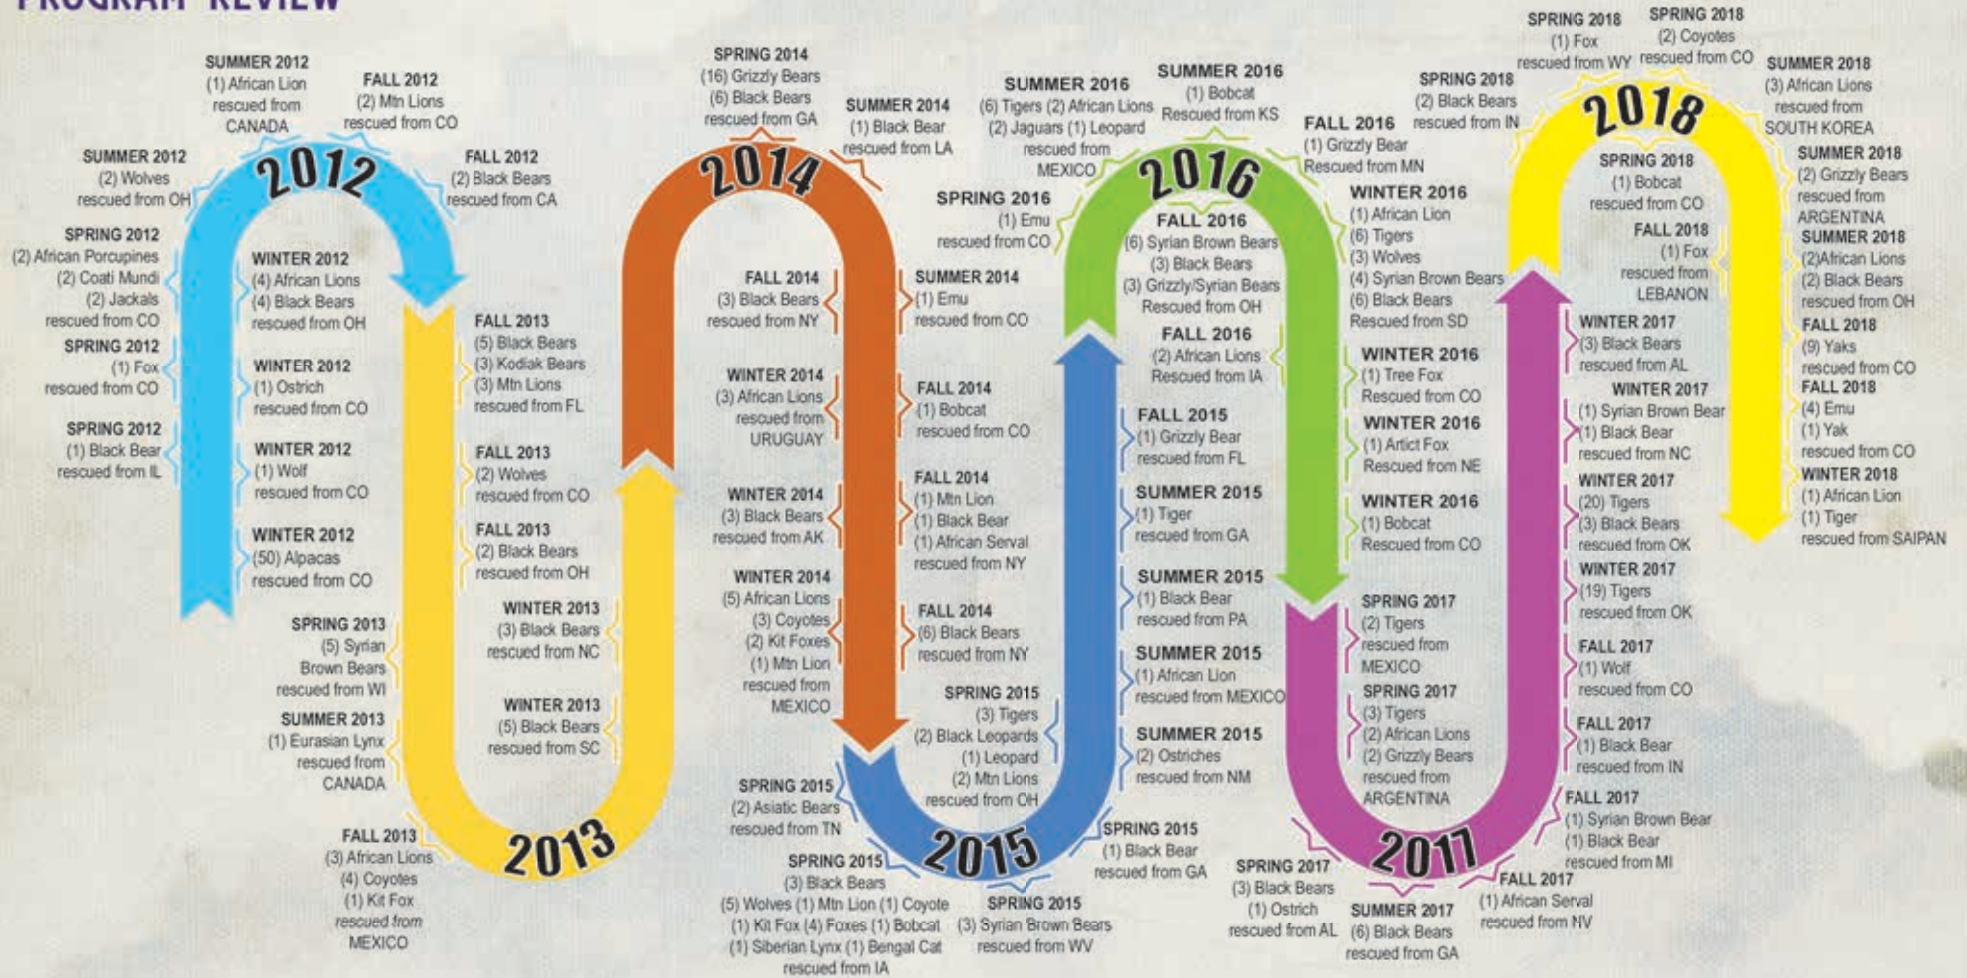 PROGRAM REVIEW
SPRING 2012
(1) Black Bear
rescued from IL
SPRING 2012
(1) Fox
rescued from CO
SPRING 2012
(2) African Porcupines
(2) Coati Mundi
(2) Jackals
rescued from CO
SUMMER 2012
(2) Wolves
rescued from OH
SUMMER 2012
(1) African Lion
rescued from
CANADA
2012
FALL 2012
(2) Mtn Lions
rescued from CO
FALL 2012
(2) Black Bears
rescued from CA
WINTER 2012
(4) African Lions
(4) Black Bears
rescued from OH
WINTER 2012
(1) Ostrich
rescued from CO
WINTER 2012
(1) Wolf
rescued from CO
WINTER 2012
(50) Alpacas
rescued from CO
SPRING 2013
(5) Syrian
Brown Bears
rescued from WI
SUMMER 2013
(1) Eurasian Lynx
rescued from
CANADA
FALL 2013
(3) African Lions
(4) Coyotes
(1) Kit Fox
rescued from
MEXICO
2013
FALL 2013
(5) Black Bears
(3) Kodiak Bears
(3) Mtn Lions
rescued from FL
FALL 2013
(2) Wolves
rescued from CO
FALL 2013
(2) Black Bears
rescued from OH
WINTER 2013
(3) Black Bears
rescued from NC
WINTER 2013
(5) Black Bears
rescued from SC
SPRING 2014
(16) Grizzly Bears
(6) Black Bears
rescued from GA
2014
SUMMER 2014
(1) Black Bear
rescued from LA
SUMMER 2014
(1) Emu
rescued from CO
FALL 2014
(3) Black Bears
rescued from NY
FALL 2014
(1) Bobcat
rescued from CO
FALL 2014
(1) Mtn Lion
(1) Black Bear
(1) African Serval
rescued from NY
FALL 2014
(6) Black Bears
rescued from NY
WINTER 2014
(3) African Lions
rescued from
URUGUAY
WINTER 2014
(3) Black Bears
rescued from AK
WINTER 2014
(5) African Lions
(3) Coyotes
(2) Kit Foxes
(1) Mtn Lion
rescued from
MEXICO
SPRING 2015
(2) Asiatic Bears
rescued from TN
SPRING 2015
(3) Black Bears
(5) Wolves (1) Mtn Lion (1) Coyote
(1) Kit Fox (4) Foxes (1) Bobcat
(1) Siberian Lynx (1) Bengal Cat
rescued from IA
SPRING 2015
(3) Tigers
(2) Black Leopards
(1) Leopard
(2) Mtn Lions
rescued from OH
2015
SPRING 2015
(3) Syrian Brown Bears
rescued from WV
SPRING 2015
(1) Black Bear
rescued from GA
SUMMER 2015
(2) Ostriches
rescued from NM
SUMMER 2015
(1) African Lion
rescued from MEXICO
SUMMER 2015
(1) Black Bear
rescued from PA
SUMMER 2015
(1) Tiger
rescued from GA
FALL 2015
(1) Grizzly Bear
rescued from FL
SPRING 2016
(1) Emu
rescued from CO
SUMMER 2016
(6) Tigers (2) African Lions
(2) Jaguars (1) Leopard
rescued from
MEXICO
SUMMER 2016
(1) Bobcat
Rescued from KS
2016
FALL 2016
(1) Grizzly Bear
Rescued from MN
FALL 2016
(6) Syrian Brown Bears
(3) Black Bears
(3) Grizzly/Syrian Bears
Rescued from OH
FALL 2016
(2) African Lions
Rescued from IA
WINTER 2016
(1) African Lion
(6) Tigers
(3) Wolves
(4) Syrian Brown Bears
(6) Black Bears
Rescued from SD
WINTER 2016
(1) Tree Fox
Rescued from CO
WINTER 2016
(1) Artict Fox
Rescued from NE
WINTER 2016
(1) Bobcat
Rescued from CO
SPRING 2017
(2) Tigers
rescued from
MEXICO
SPRING 2017
(3) Tigers
(2) African Lions
(2) Grizzly Bears
rescued from
ARGENTINA
SPRING 2017
(3) Black Bears
(1) Ostrich
rescued from AL
2017
SUMMER 2017
(6) Black Bears
rescued from GA
FALL 2017
(1) African Serval
rescued from NV
FALL 2017
(1) Syrian Brown Bear
(1) Black Bear
rescued from MI
FALL 2017
(1) Black Bear
rescued from IN
FALL 2017
(1) Wolf
rescued from CO
WINTER 2017
(19) Tigers
rescued from OK
WINTER 2017
(20) Tigers
(3) Black Bears
rescued from OK
WINTER 2017
(1) Syrian Brown Bear
(1) Black Bear
rescued from NC
WINTER 2017
(3) Black Bears
rescued from AL
SPRING 2018
(2) Black Bears
rescued from IN
SPRING 2018
(1) Fox
rescued from WY
SPRING 2018
(2) Coyotes
rescued from CO
2018
SPRING 2018
(1) Bobcat
rescued from CO
SUMMER 2018
(3) African Lions
rescued from
SOUTH KOREA
SUMMER 2018
(2) Grizzly Bears
rescued from
ARGENTINA
SUMMER 2018
(2)African Lions
(2) Black Bears
rescued from OH
FALL 2018
(1) Fox
rescued from
LEBANON
FALL 2018
(9) Yaks
rescued from CO
FALL 2018
(4) Emu
(1) Yak
rescued from CO
WINTER 2018
(1) African Lion
(1) Tiger
rescued from SAIPAN